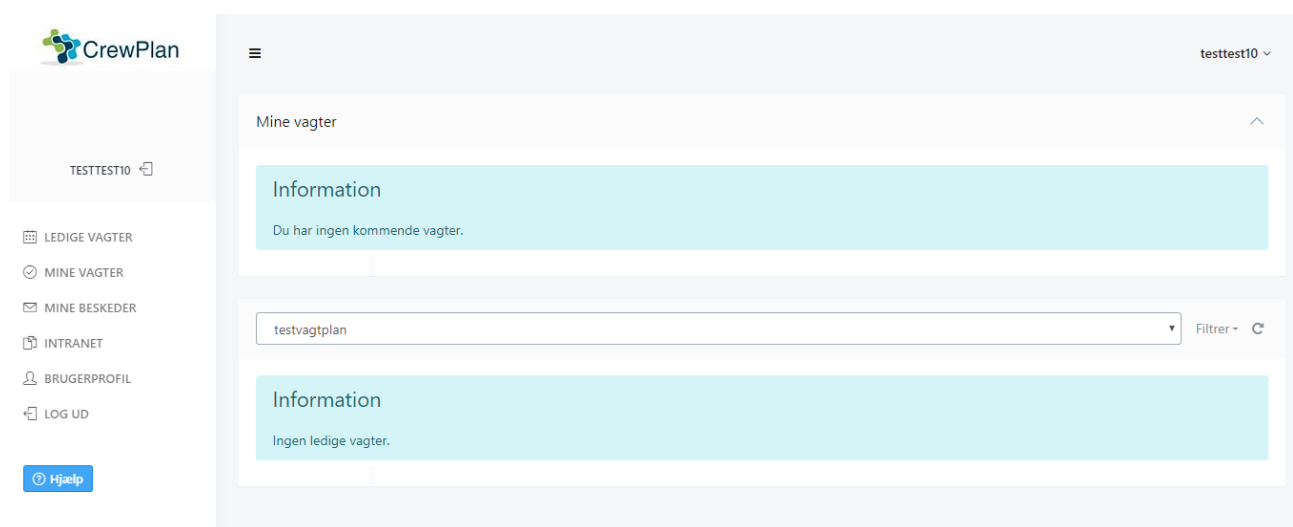 CrewPlan
testtest10
TESTTEST10
LEDIGE VAGTER
MINE VAGTER
MINE BESKEDER
INTRANET
BRUGERPROFIL
LOG UD
Hjælp
Mine vagter
Information
Du har ingen kommende vagter.
testvagtplan
Filtrer
Information
Ingen ledige vagter.